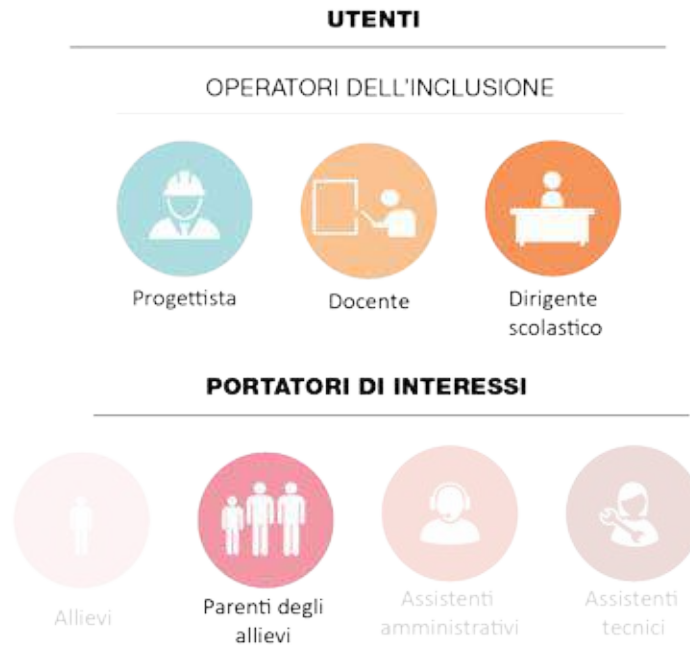 UTENTI
OPERATORI DELL'INCLUSIONE
Progettista
Docente
Dirigente
scolastico
PORTATORI DI INTERESSI
Allievi
Parenti degli
allievi
Assistenti
amministrativi
Assistenti
tecnici